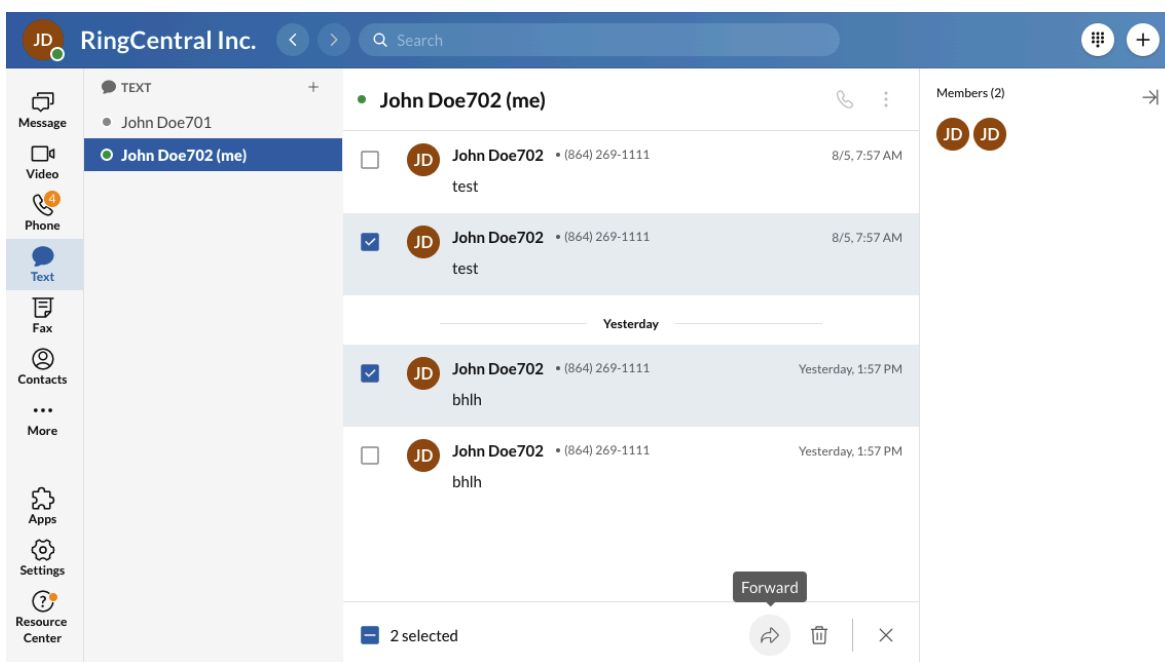 JD RingCentral Inc. Search
Message
Video
4
Phone
Text
Fax
Contacts
More
Apps
Settings
?
Resource
Center
TEXT
John Doe701
John Doe702 (me)
John Doe702 (me)
JD John Doe702 • (864) 269-1111 8/5, 7:57 AM
test
JD John Doe702 • (864) 269-1111 8/5, 7:57 AM
test
Yesterday
JD John Doe702 • (864) 269-1111 Yesterday, 1:57 PM
bhlh
JD John Doe702 • (864) 269-1111 Yesterday, 1:57 PM
bhlh
Forward
2 selected
Members (2)
JD JD